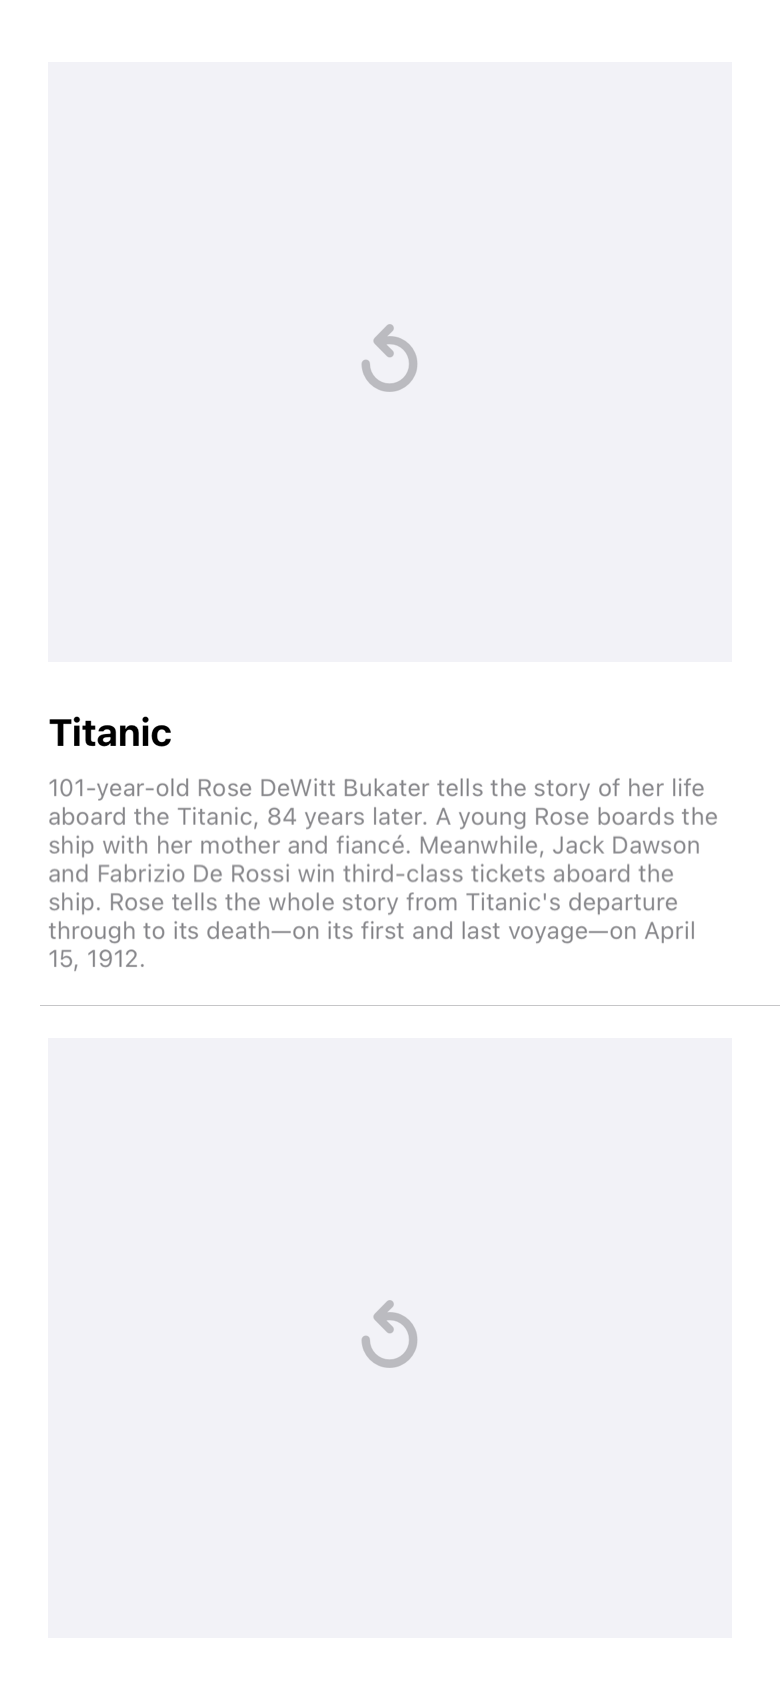 Titanic
101-year-old Rose DeWitt Bukater tells the story of her life
aboard the Titanic, 84 years later. A young Rose boards the
ship with her mother and fiancé. Meanwhile, Jack Dawson
and Fabrizio De Rossi win third-class tickets aboard the
ship. Rose tells the whole story from Titanic's departure
through to its death—on its first and last voyage—on April
15, 1912.